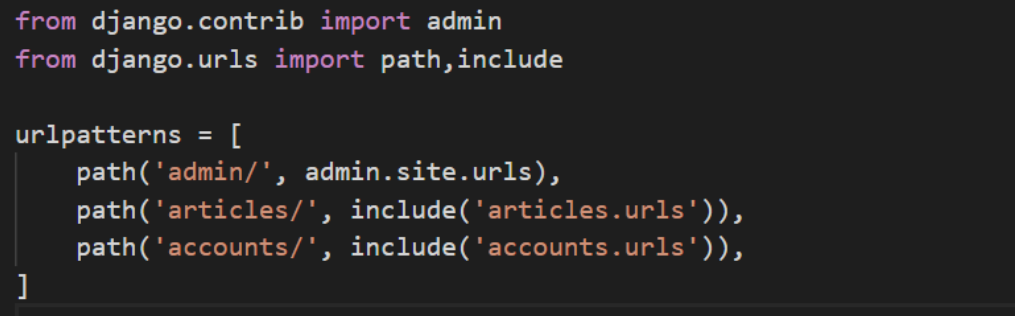 from django.contrib import admin
from django.urls import path,include
urlpatterns = [
    path('admin/', admin.site.urls),
    path('articles/', include('articles.urls')),
    path('accounts/', include('accounts.urls')),
]